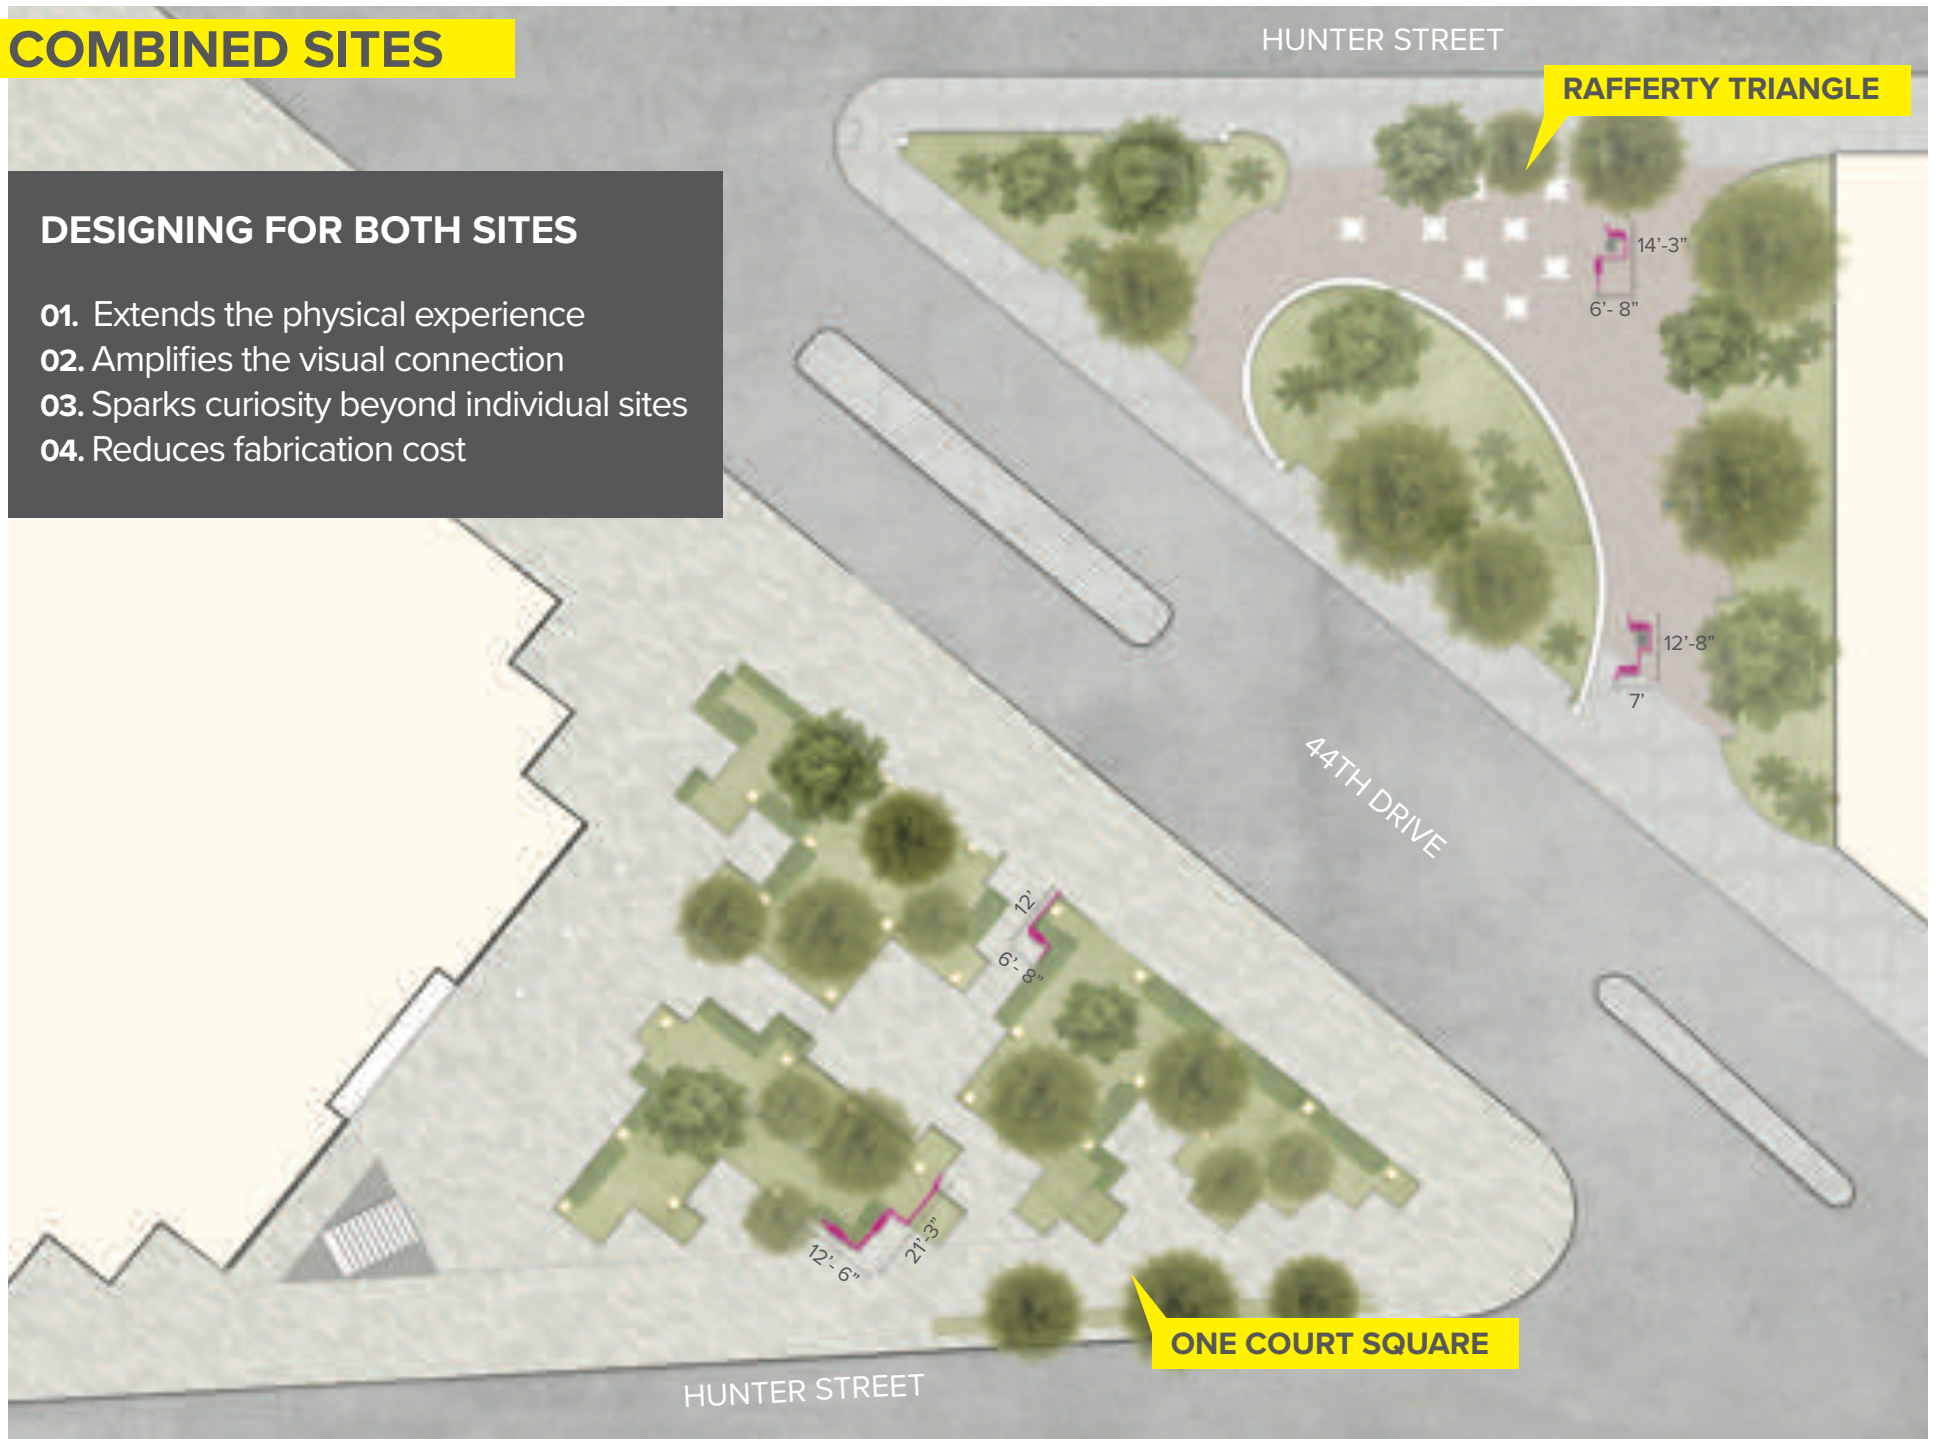 COMBINED SITES
HUNTER STREET
RAFFERTY TRIANGLE
DESIGNING FOR BOTH SITES
01. Extends the physical experience
02. Amplifies the visual connection
03. Sparks curiosity beyond individual sites
04. Reduces fabrication cost
14’-3”
6’- 8”
12’-8”
7’
44TH DRIVE
12’
6’- 8”
12’- 6”
21’-3”
ONE COURT SQUARE
HUNTER STREET